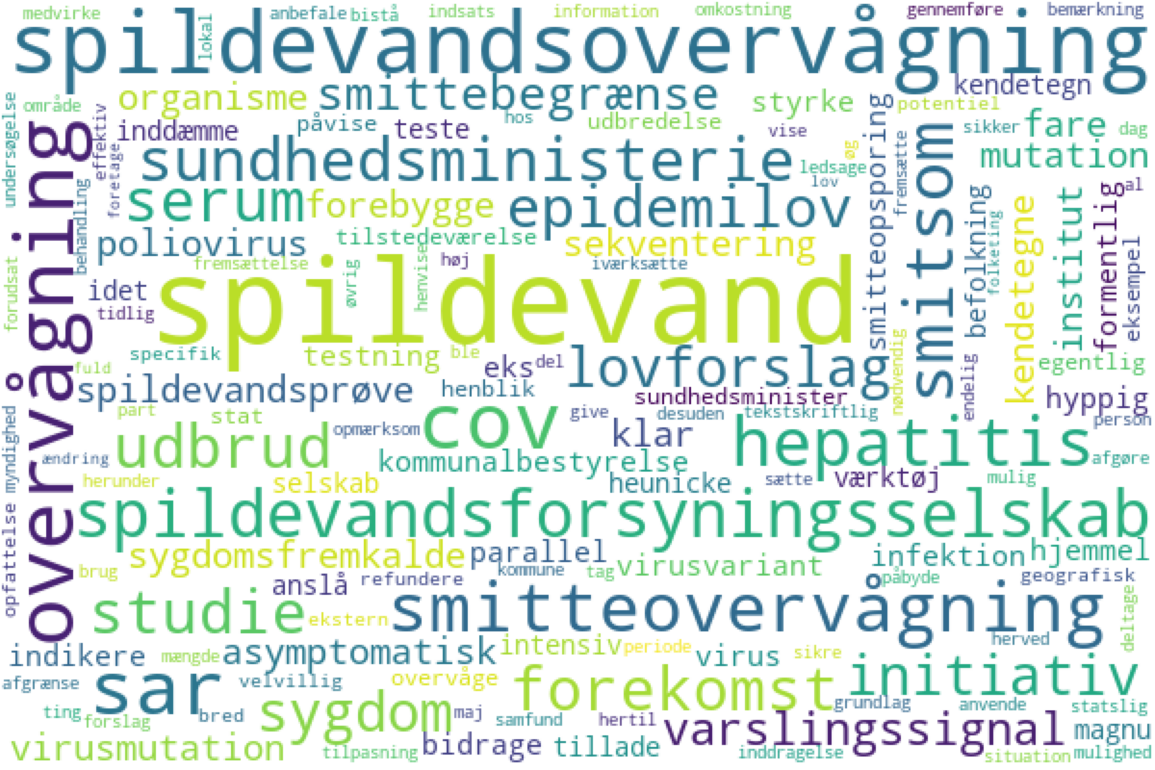 medvirke
anbefale
bistå
indsats
information
omkostning
gennemføre
bemærkning
spildevandsovervågning
lokal
kendetegn
undersøgelse
område
effektiv
organisme
smittebegrænse
styrke
potentiel
inddæmme
påvise
teste
hos
udbredelse
vise
øg
smitteopsporing
fremsætte
smitsom
sikker
fare
dag
foretage
sundhedsministerie
ledsage
lov
mutation
overvågning
behandling
serum
forebygge
epidemilov
befolkning
folketing
kendetegne
institut
formentlig
al
eksempel
poliovirus
tilstedeværelse
sekventering
forudsat
fremsættelse
øvrig
henvise
høj
iværksætte
idet
tidlig
spildevand
specifik
testning
ble
eks
del
lovforslag
nødvendig
endelig
egentlig
fuld
spildevandsprøve
henblik
sundhedsminister
hyppig
myndighed
part
stat
opmærksom
cov
give
desuden
tekstskriftlig
person
udbrud
klar
hepatitis
ændring
kommunalbestyrelse
afgøre
herunder
selskab
heunicke
sætte
værktøj
mulig
spildevandsforsyningsselskab
opfattelse
sygdomsfremkalde
parallel
infektion
hjemmel
brug
anslå
refundere
kommune
tag
virusvariant
påbyde
geografisk
studie
ekstern
smitteovervågning
deltage
herved
indikere
mængde
asymptomatisk
intensiv
periode
virus
sikre
afgrænse
sar
velvillig
overvåge
forekomst
initiativ
grundlag
anvende
statslig
ting
forslag
bred
sygdom
maj
samfund
hertil
varslingssignal
magnu
virusmutation
tilpasning
bidrage
tillade
inddragelse
situation
mulighed